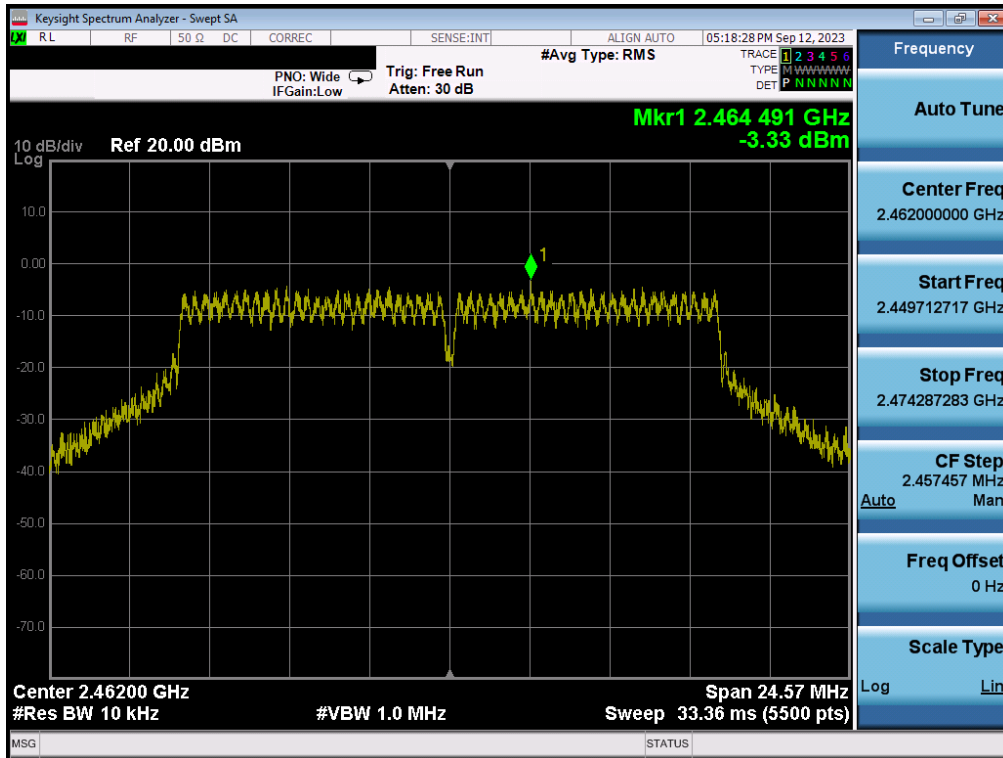 Keysight Spectrum Analyzer - Swept SA
LXI RL RF 50 Ω DC CORREC SENSE:INT ALIGN AUTO 05:18:28 PM Sep 12, 2023
#Avg Type: RMS TRACE 1 2 3 4 5 6
PNO: Wide Trig: Free Run TYPE M WWWWW
IFGain:Low Atten: 30 dB DET P N N N N N
Mkr1 2.464 491 GHz
-3.33 dBm
10 dB/div Ref 20.00 dBm
Log
10.0
1
0.00
-10.0
-20.0
-30.0
-40.0
-50.0
-60.0
-70.0
Center 2.46200 GHz Span 24.57 MHz
#Res BW 10 kHz #VBW 1.0 MHz Sweep 33.36 ms (5500 pts)
MSG STATUS
Frequency
Auto Tune
Center Freq
2.462000000 GHz
Start Freq
2.449712717 GHz
Stop Freq
2.474287283 GHz
CF Step
2.457457 MHz
Auto Man
Freq Offset
0 Hz
Scale Type
Log Lin